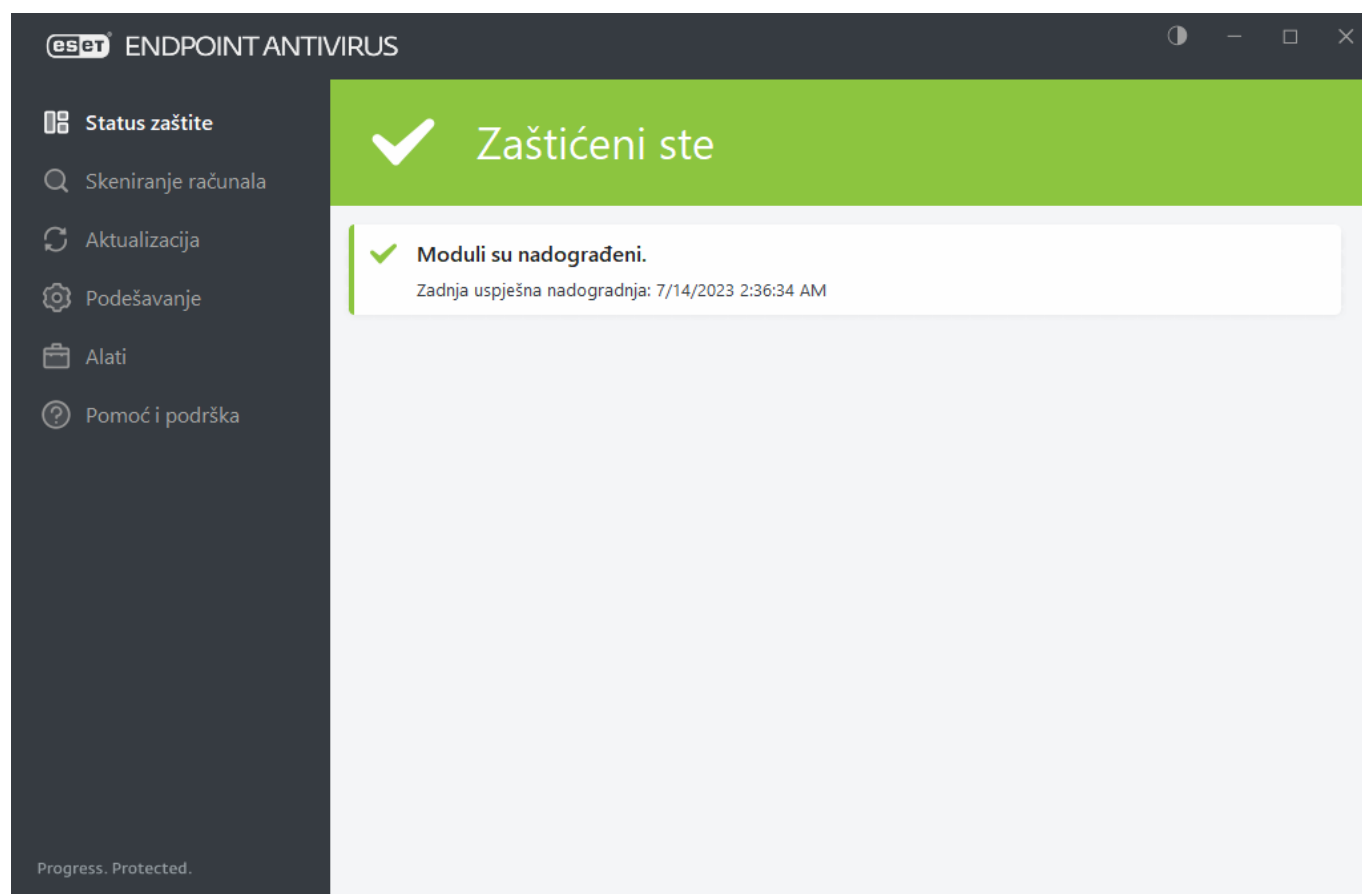 eset ENDPOINT ANTIVIRUS
Status zaštite
Skeniranje računala
Aktualizacija
Podešavanje
Alati
Pomoć i podrška
Progress. Protected.
Zaštićeni ste
Moduli su nadograđeni.
Zadnja uspješna nadogradnja: 7/14/2023 2:36:34 AM